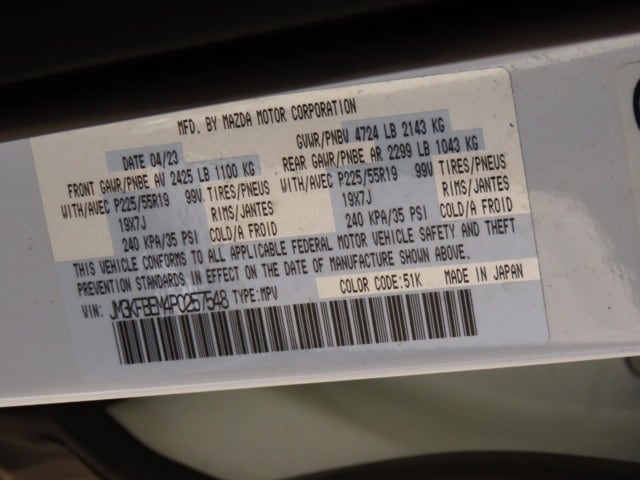 MFD. BY MAZDA MOTOR CORPORATION
DATE 04/23 GVWR/PNBV 4724 LB 2143 KG
FRONT GAWR/PNBE AV 2425 LB 1100 KG REAR GAWR/PNBE AR 2299 LB 1043 KG
WITH/AVEC P225/55R19 99V TIRES/PNEUS WITH/AVEC P225/55R19 99V TIRES/PNEUS
19X7J RIMS/JANTES 19X7J RIMS/JANTES
240 KPA/35 PSI COLD/A FROID 240 KPA/35 PSI COLD/A FROID
THIS VEHICLE CONFORMS TO ALL APPLICABLE FEDERAL MOTOR VEHICLE SAFETY AND THEFT
PREVENTION STANDARDS IN EFFECT ON THE DATE OF MANUFACTURE SHOWN ABOVE.
VIN: JM3KFBEM4P0257548 TYPE: MPV COLOR CODE: 51K MADE IN JAPAN